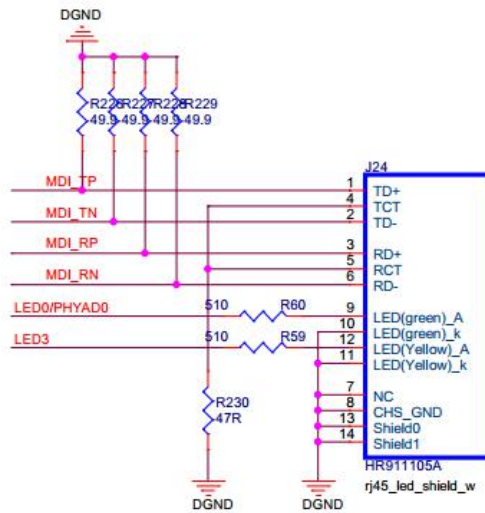 DGND
R226 R227 R228 R229
49.9 49.9 49.9 49.9
J24
MDI_TP 1 TD+
4 TCT
MDI_TN 2 TD-
MDI_RP 3 RD+
5 RCT
MDI_RN 6 RD-
LED0/PHYAD0 510 R60 9 LED(green)_A
10 LED(green)_k
LED3 510 R59 12 LED(Yellow)_A
11 LED(Yellow)_k
R230
47R
7 NC
8 CHS_GND
13 Shield0
14 Shield1
HR911105A
rj45_led_shield_w
DGND DGND